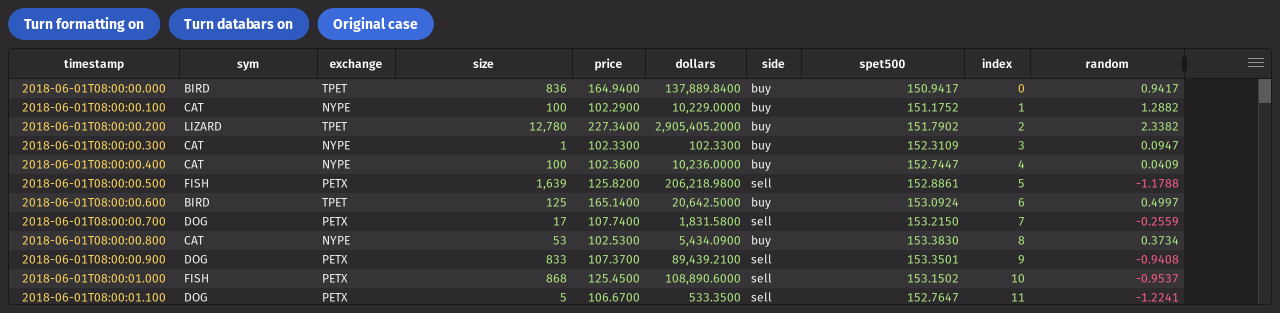 Turn formatting on Turn databars on Original case
timestamp sym exchange size price dollars side spet500 index random
2018-06-01T08:00:00.000 BIRD TPET 836 164.9400 137,889.8400 buy 150.9417 0 0.9417
2018-06-01T08:00:00.100 CAT NYPE 100 102.2900 10,229.0000 buy 151.1752 1 1.2882
2018-06-01T08:00:00.200 LIZARD TPET 12,780 227.3400 2,905,405.2000 buy 151.7902 2 2.3382
2018-06-01T08:00:00.300 CAT NYPE 1 102.3300 102.3300 buy 152.3109 3 0.0947
2018-06-01T08:00:00.400 CAT NYPE 100 102.3600 10,236.0000 buy 152.7447 4 0.0409
2018-06-01T08:00:00.500 FISH PETX 1,639 125.8200 206,218.9800 sell 152.8861 5 -1.1788
2018-06-01T08:00:00.600 BIRD TPET 125 165.1400 20,642.5000 buy 153.0924 6 0.4997
2018-06-01T08:00:00.700 DOG PETX 17 107.7400 1,831.5800 sell 153.2150 7 -0.2559
2018-06-01T08:00:00.800 CAT NYPE 53 102.5300 5,434.0900 buy 153.3830 8 0.3734
2018-06-01T08:00:00.900 DOG PETX 833 107.3700 89,439.2100 sell 153.3501 9 -0.9408
2018-06-01T08:00:01.000 FISH PETX 868 125.4500 108,890.6000 sell 153.1502 10 -0.9537
2018-06-01T08:00:01.100 DOG PETX 5 106.6700 533.3500 sell 152.7647 11 -1.2241